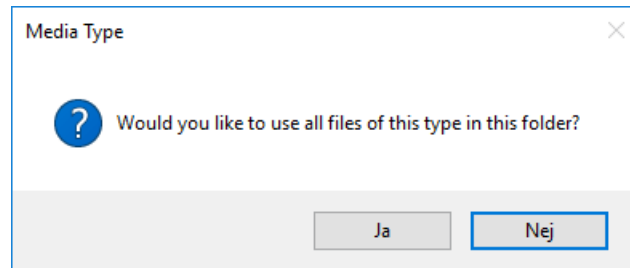 Media Type
Would you like to use all files of this type in this folder?
Ja
Nej